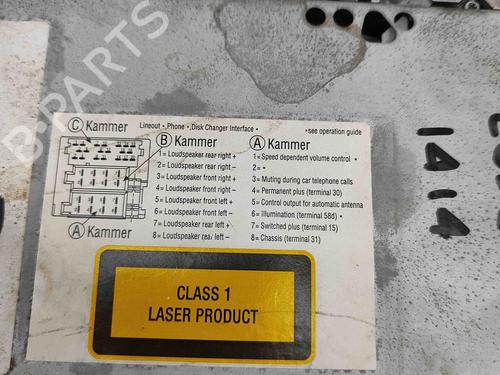 C Kammer
Lineout • Phone • Disk Changer Interface •
•see operation guide
B Kammer
1= Loudspeaker rear right +
2= Loudspeaker rear right –
3= Loudspeaker front right +
4= Loudspeaker front right –
5= Loudspeaker front left +
6= Loudspeaker front left –
7= Loudspeaker rear left +
8= Loudspeaker rear left –
A Kammer
1= Speed dependent volume control •
2= •
3= Muting during car telephone calls
4= Permanent plus (terminal 30)
5= Control output for automatic antenna
6= Illumination (terminal 58d) •
7= Switched plus (terminal 15)
8= Chassis (terminal 31)
A Kammer
CLASS 1
LASER PRODUCT
B-PARTS